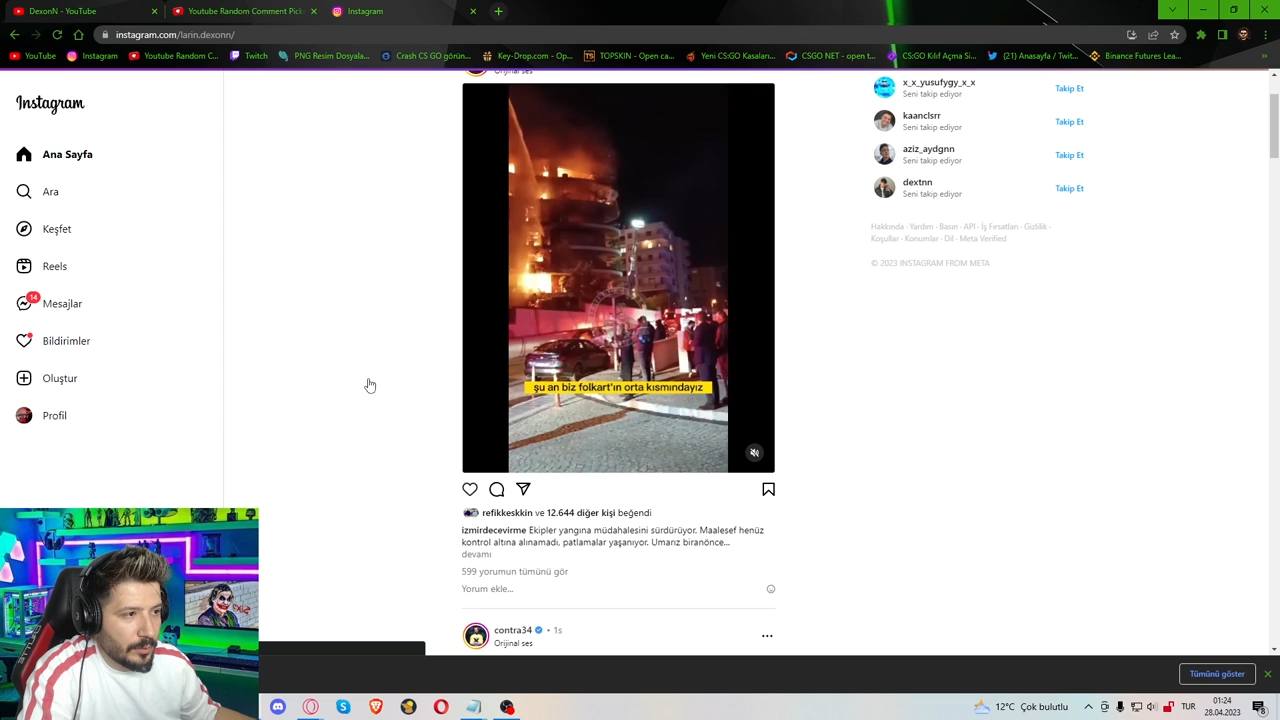 DexonN - YouTube
Youtube Random Comment Pick
Instagram
instagram.com/larin.dexonn/
YouTube
Instagram
Youtube Random C...
Twitch
PNG Resim Dosyala...
Crash CS GO görün...
Key-Drop.com - Op...
TOPSKIN - Open ca...
Yeni CS:GO Kasaları...
CSGO NET - open t...
CS:GO Kılıf Açma Si...
(21) Anasayfa / Twit...
Binance Futures Lea...
Instagram
Ana Sayfa
Ara
Keşfet
Reels
14
Mesajlar
Bildirimler
Oluştur
Profil
Orijinal ses
şu an biz folkart'ın orta kısmındayız
refikkeskkin ve 12.644 diğer kişi beğendi
izmirdecevirme Ekipler yangına müdahalesini sürdürüyor. Maalesef henüz
kontrol altına alınamadı, patlamalar yaşanıyor. Umarız biranönce...
devamı
599 yorumun tümünü gör
Yorum ekle...
contra34 • 1s
Orijinal ses
x_x_yusufygy_x_x
Seni takip ediyor
Takip Et
kaanclsrr
Seni takip ediyor
Takip Et
aziz_aydgnn
Seni takip ediyor
Takip Et
dextnn
Seni takip ediyor
Takip Et
Hakkında · Yardım · Basın · API · İş Fırsatları · Gizlilik ·
Koşullar · Konumlar · Dil · Meta Verified
© 2023 INSTAGRAM FROM META
Tümünü göster
12°C Çok bulutlu
TUR
01:24
28.04.2023
8